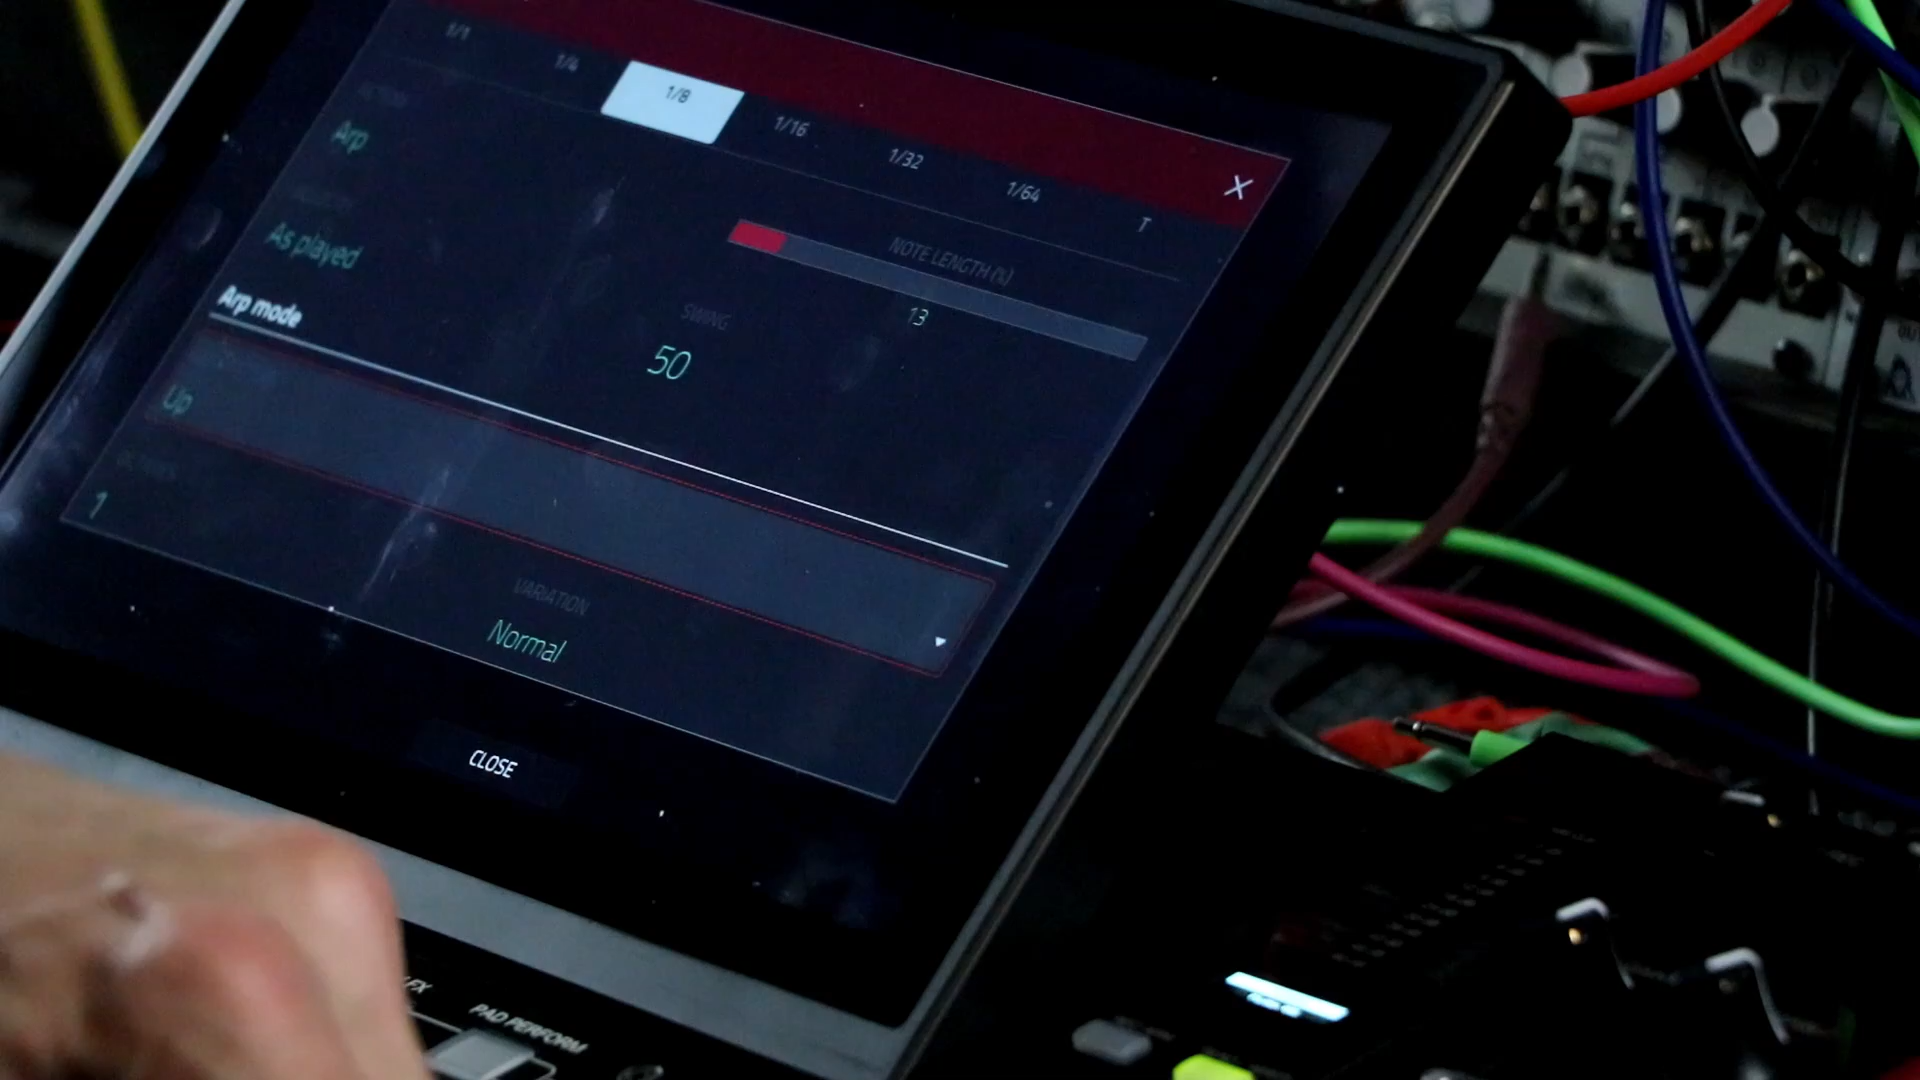 1/1
1/4
1/8
1/16
1/32
1/64
T
Arp
NOTE LENGTH (%)
13
As played
SWING
50
Arp mode
Up
1
VARIATION
Normal
CLOSE
FX
PAD PERFORM